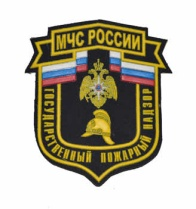 МЧС РОССИИ
ГОСУДАРСТВЕННЫЙ ПОЖАРНЫЙ НАДЗОР